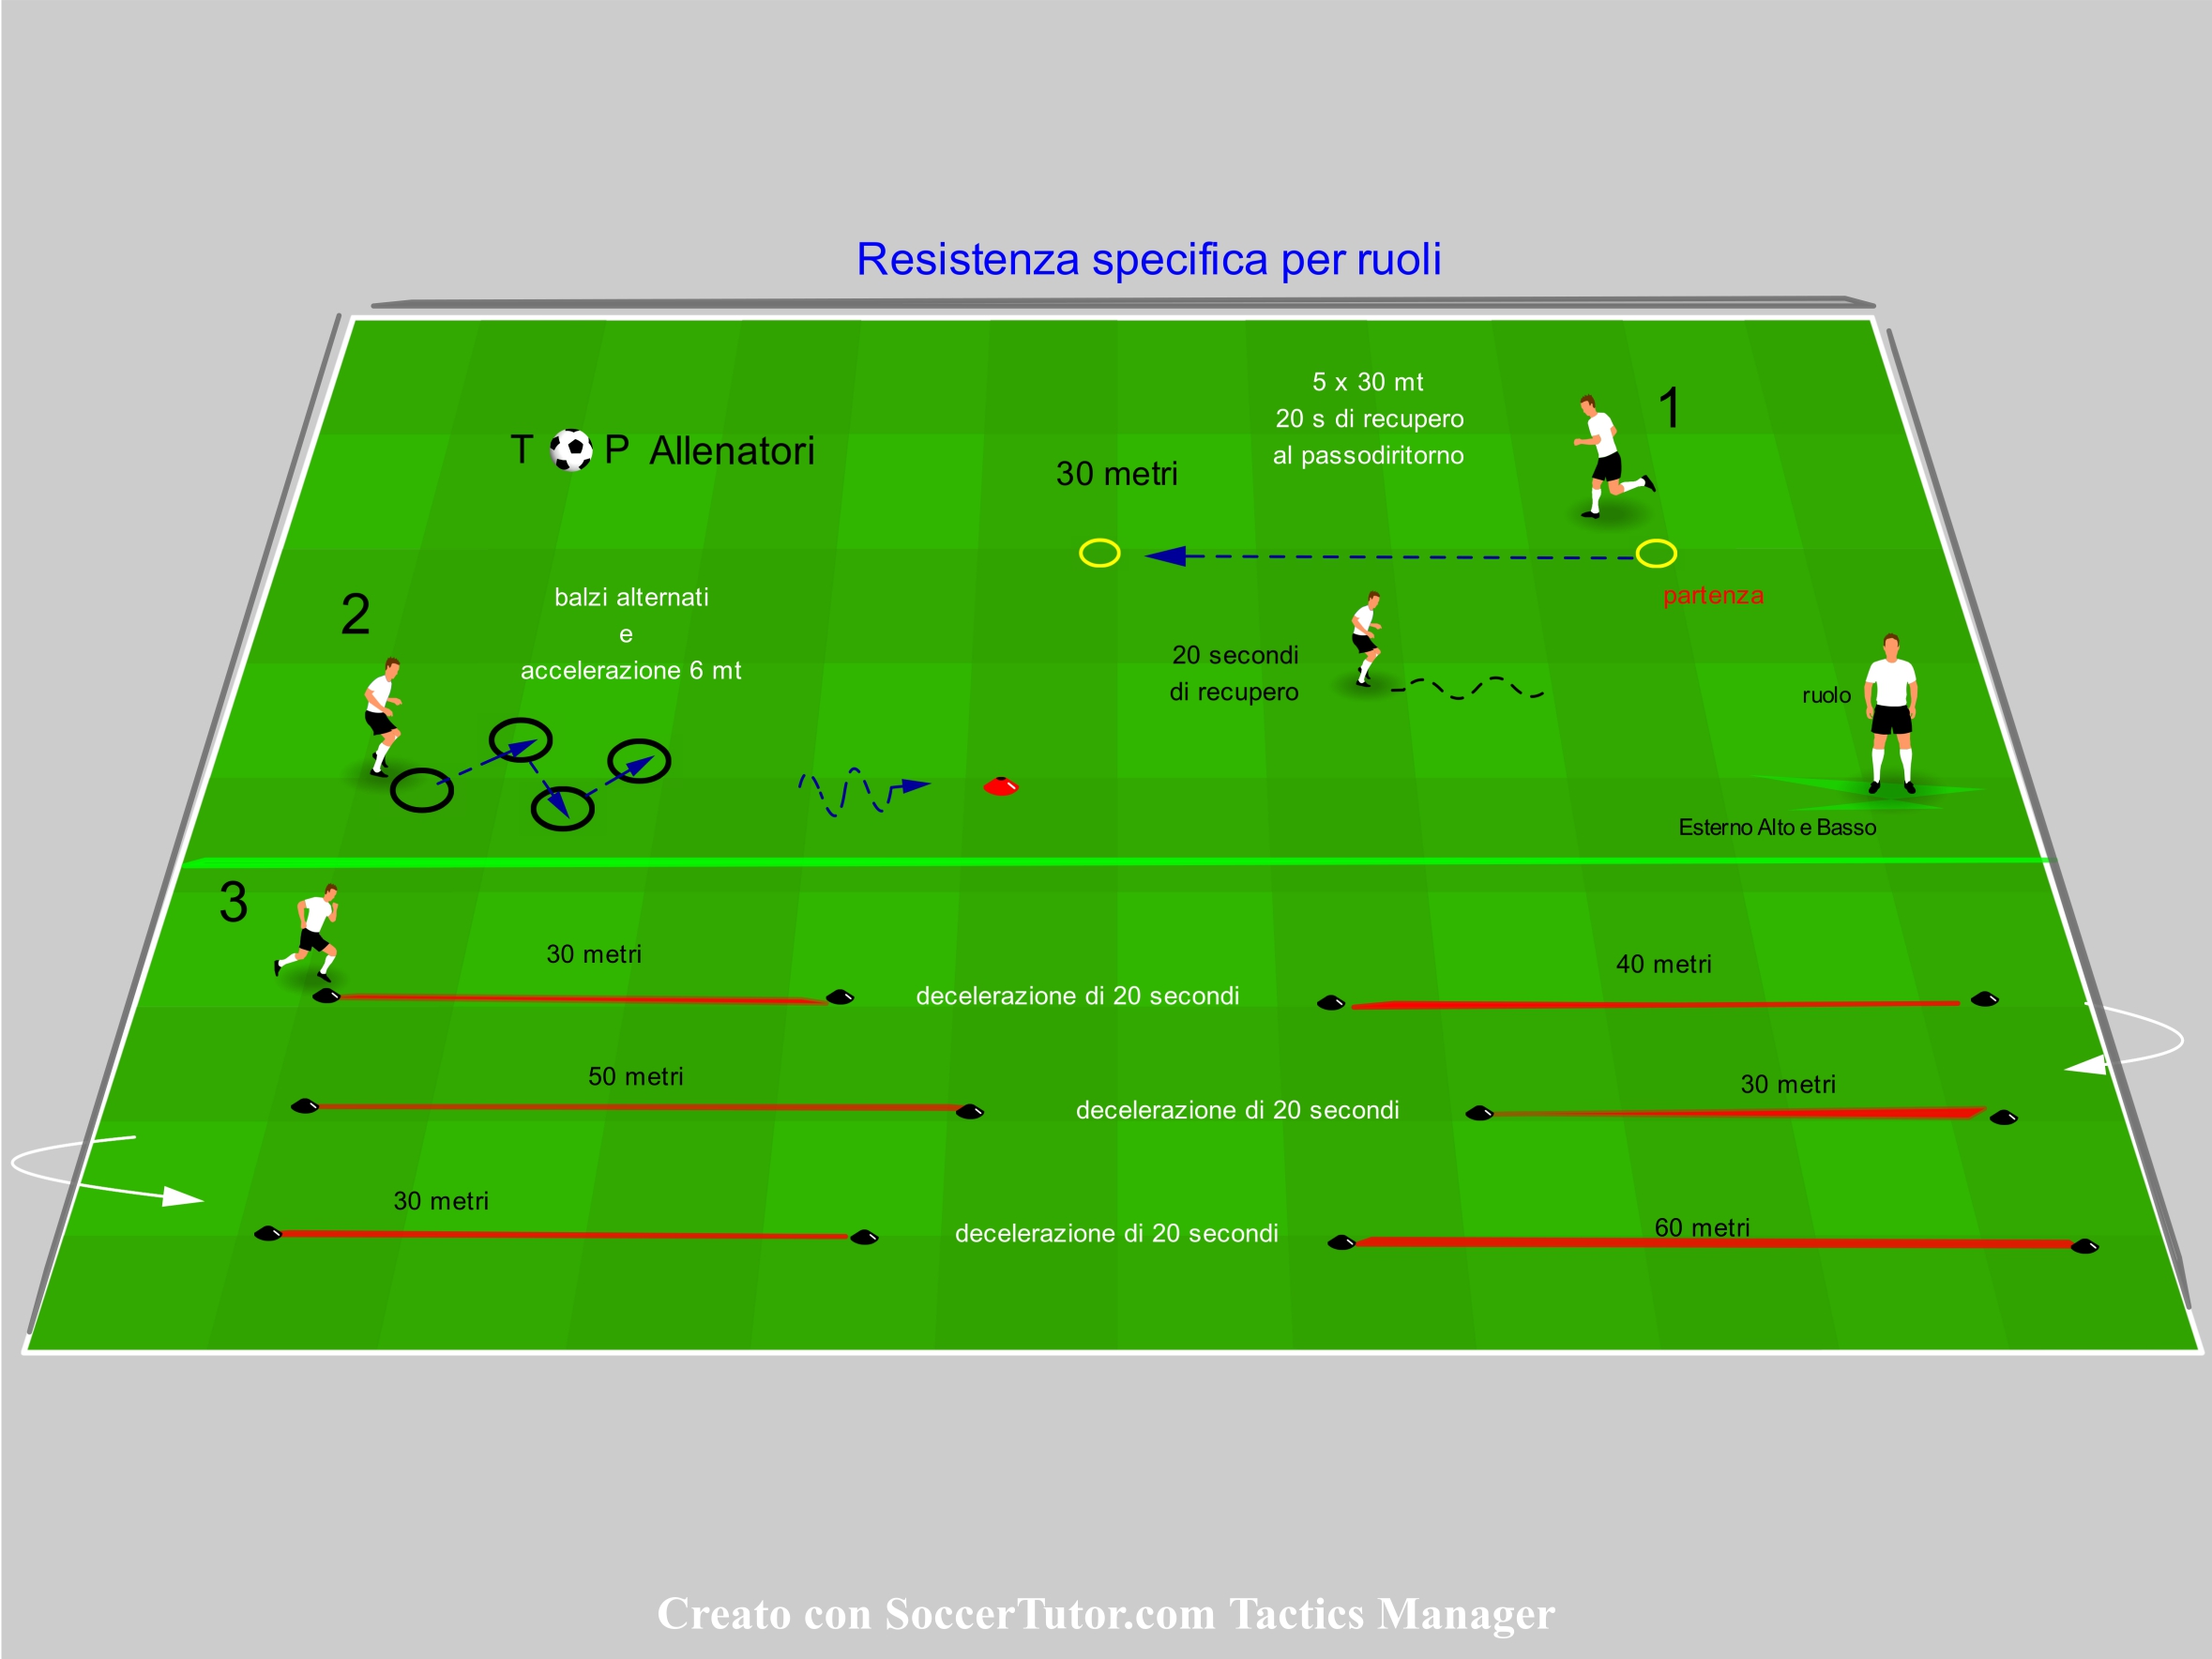 Resistenza specifica per ruoli
5 x 30 mt
20 s di recupero
al passodiritorno
1
T P Allenatori
30 metri
partenza
2
balzi alternati
e
accelerazione 6 mt
20 secondi
di recupero
ruolo
Esterno Alto e Basso
3
30 metri
decelerazione di 20 secondi
40 metri
50 metri
decelerazione di 20 secondi
30 metri
30 metri
decelerazione di 20 secondi
60 metri
Creato con SoccerTutor.com Tactics Manager